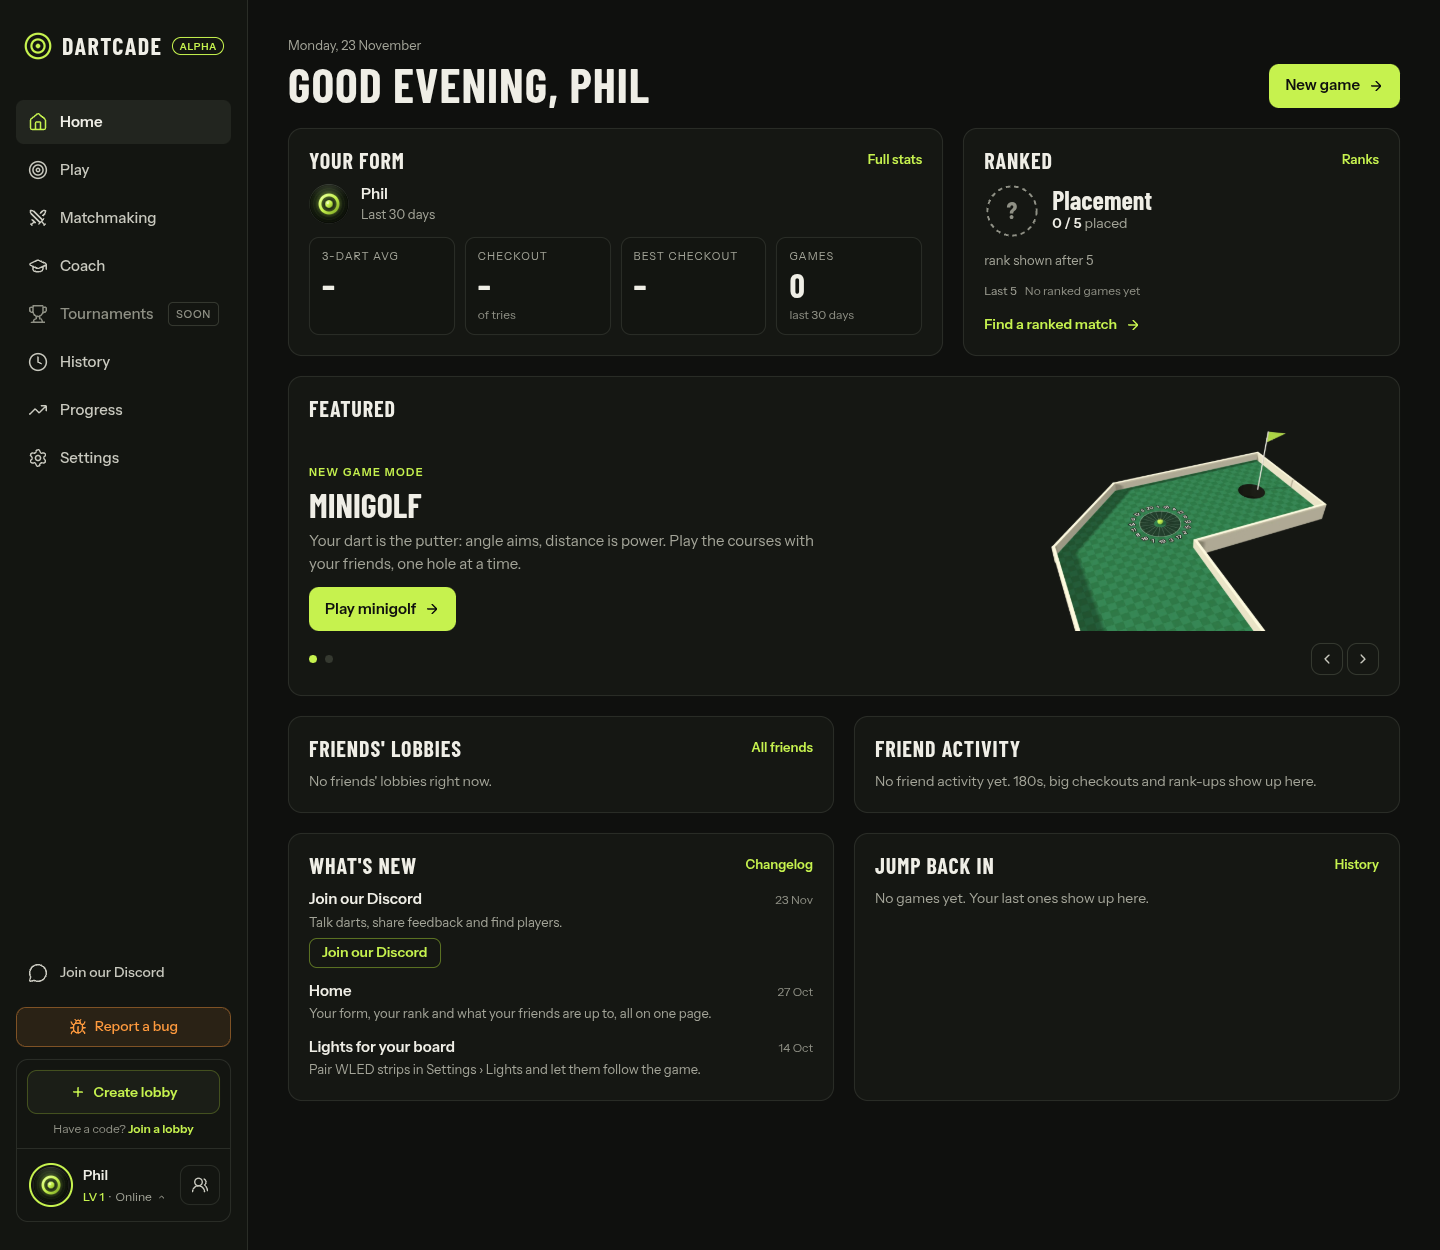 DARTCADE ALPHA
Home
Play
Matchmaking
Coach
Tournaments SOON
History
Progress
Settings
Join our Discord
Report a bug
Create lobby
Have a code? Join a lobby
Phil
LV 1 · Online
Monday, 23 November
GOOD EVENING, PHIL
New game
YOUR FORM
Full stats
Phil
Last 30 days
3-DART AVG
–
CHECKOUT
–
of tries
BEST CHECKOUT
–
GAMES
0
last 30 days
RANKED
Ranks
?
Placement
0 / 5 placed
rank shown after 5
Last 5 No ranked games yet
Find a ranked match
FEATURED
NEW GAME MODE
MINIGOLF
Your dart is the putter: angle aims, distance is power. Play the courses with
your friends, one hole at a time.
Play minigolf
FRIENDS' LOBBIES
All friends
No friends' lobbies right now.
FRIEND ACTIVITY
No friend activity yet. 180s, big checkouts and rank-ups show up here.
WHAT'S NEW
Changelog
Join our Discord
23 Nov
Talk darts, share feedback and find players.
Join our Discord
Home
27 Oct
Your form, your rank and what your friends are up to, all on one page.
Lights for your board
14 Oct
Pair WLED strips in Settings › Lights and let them follow the game.
JUMP BACK IN
History
No games yet. Your last ones show up here.